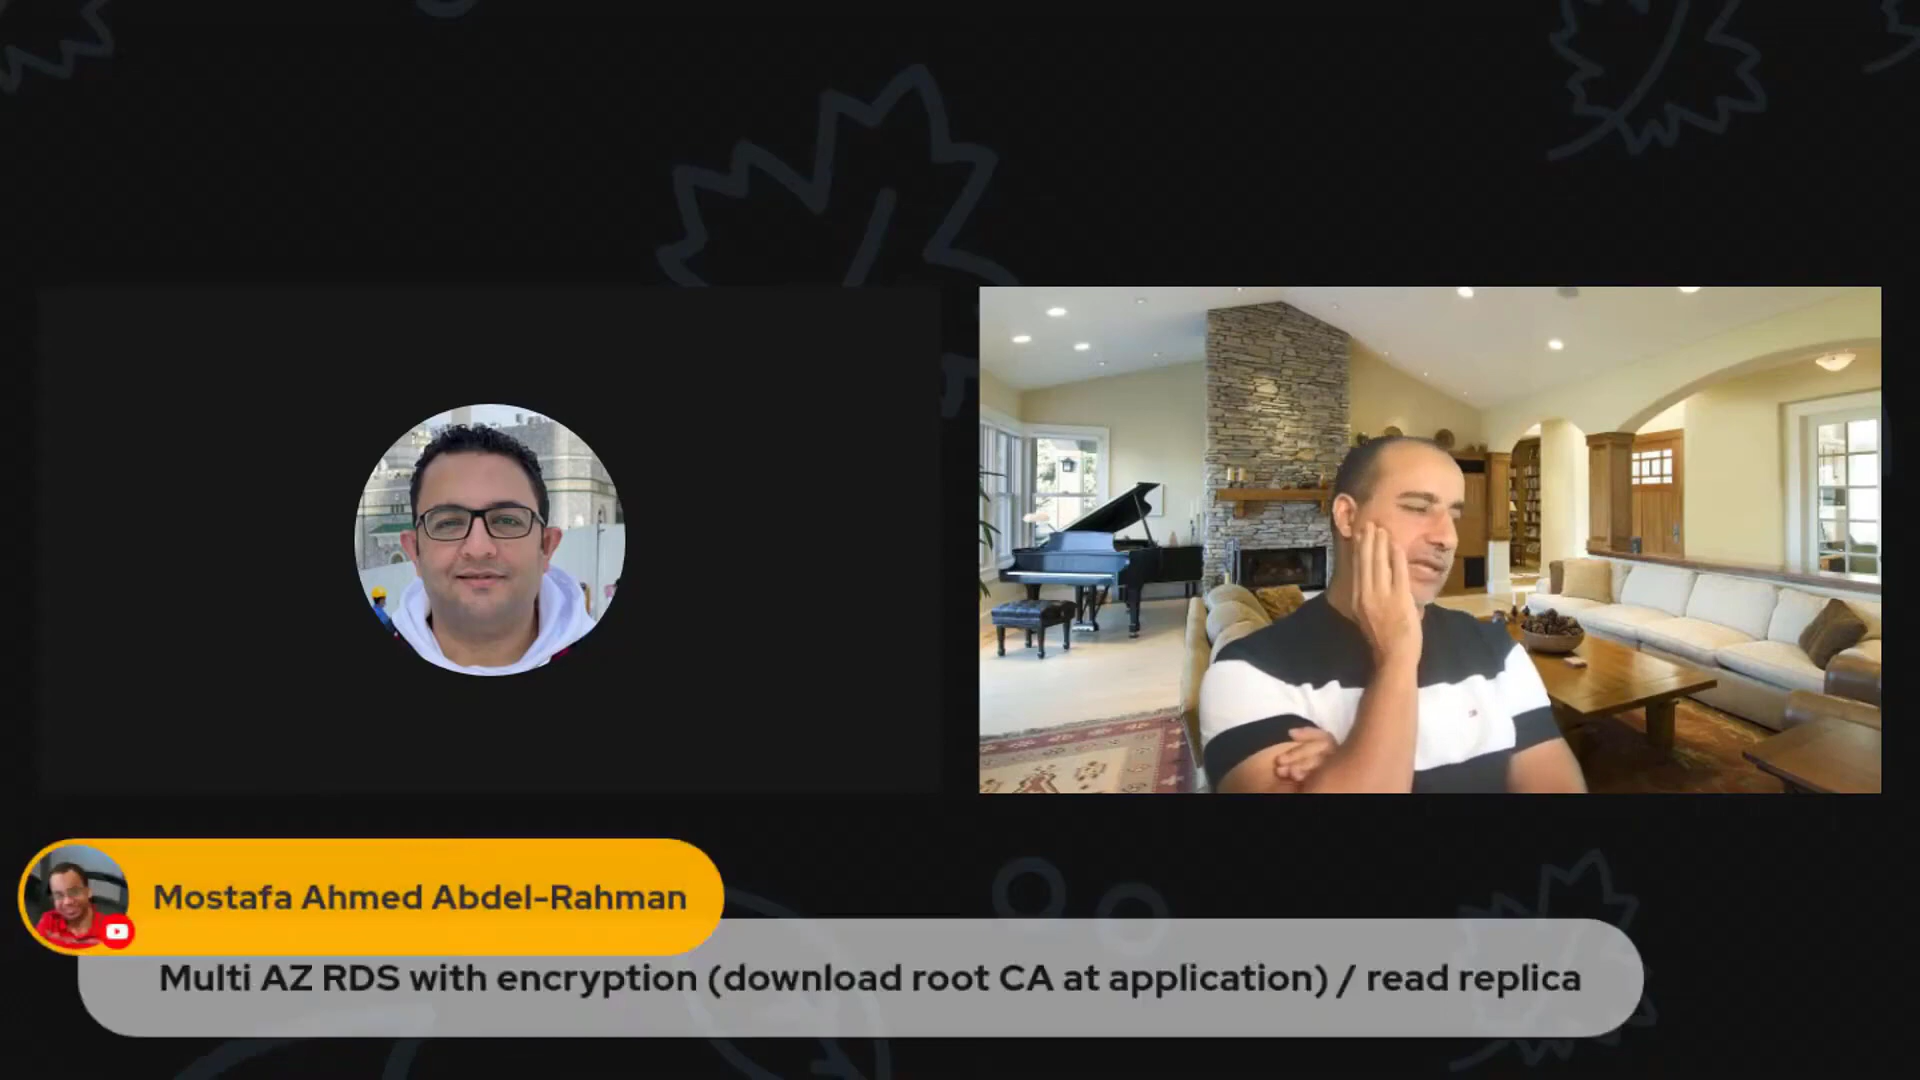 Mostafa Ahmed Abdel-Rahman
Multi AZ RDS with encryption (download root CA at application) / read replica